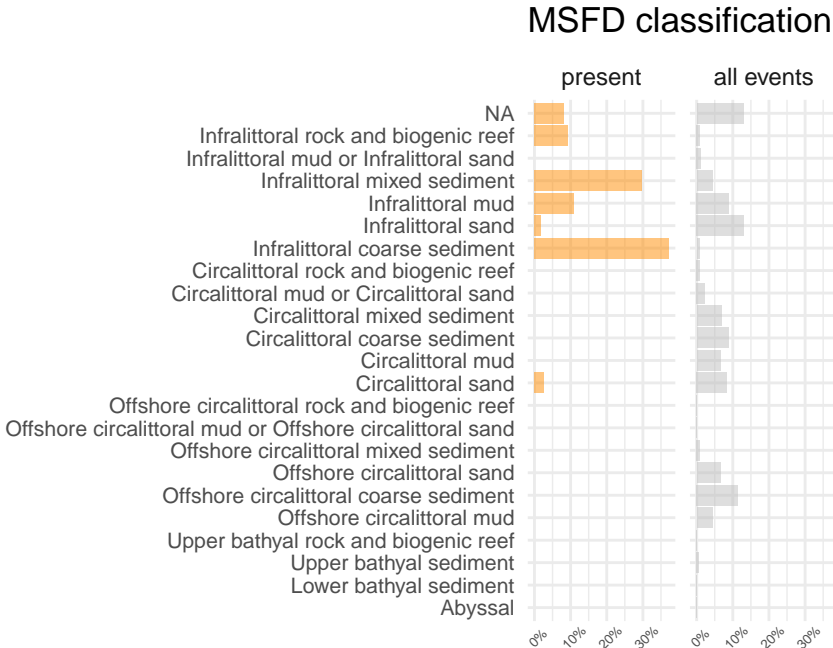 MSFD classification
present all events
NA
Infralittoral rock and biogenic reef
Infralittoral mud or Infralittoral sand
Infralittoral mixed sediment
Infralittoral mud
Infralittoral sand
Infralittoral coarse sediment
Circalittoral rock and biogenic reef
Circalittoral mud or Circalittoral sand
Circalittoral mixed sediment
Circalittoral coarse sediment
Circalittoral mud
Circalittoral sand
Offshore circalittoral rock and biogenic reef
Offshore circalittoral mud or Offshore circalittoral sand
Offshore circalittoral mixed sediment
Offshore circalittoral sand
Offshore circalittoral coarse sediment
Offshore circalittoral mud
Upper bathyal rock and biogenic reef
Upper bathyal sediment
Lower bathyal sediment
Abyssal
0% 10% 20% 30% 0% 10% 20% 30%